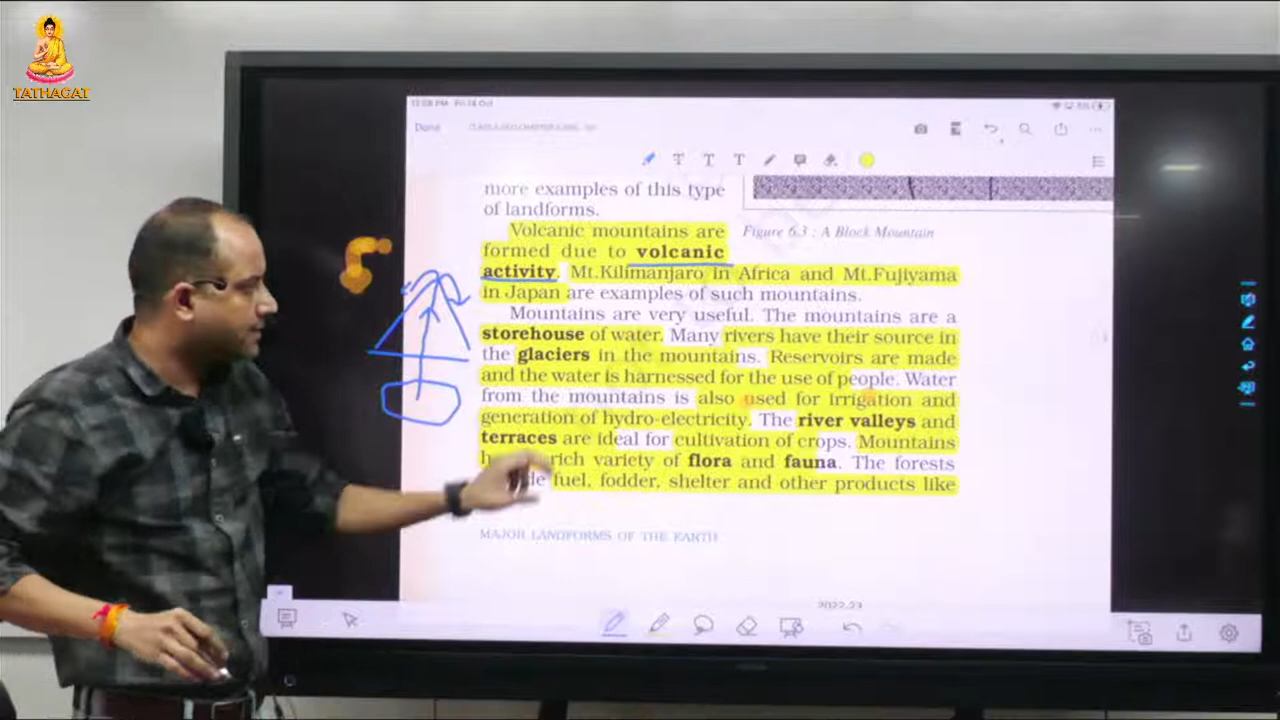 TATHAGAT
Done
more examples of this type
of landforms.
Volcanic mountains are
formed due to volcanic
activity. Mt.Kilimanjaro in Africa and Mt.Fujiyama
in Japan are examples of such mountains.
Mountains are very useful. The mountains are a
storehouse of water. Many rivers have their source in
the glaciers in the mountains. Reservoirs are made
and the water is harnessed for the use of people. Water
from the mountains is also used for irrigation and
generation of hydro-electricity. The river valleys and
terraces are ideal for cultivation of crops. Mountains
rich variety of flora and fauna. The forests
fuel, fodder, shelter and other products like
Figure 6.3 : A Block Mountain
MAJOR LANDFORMS OF THE EARTH
2022-23